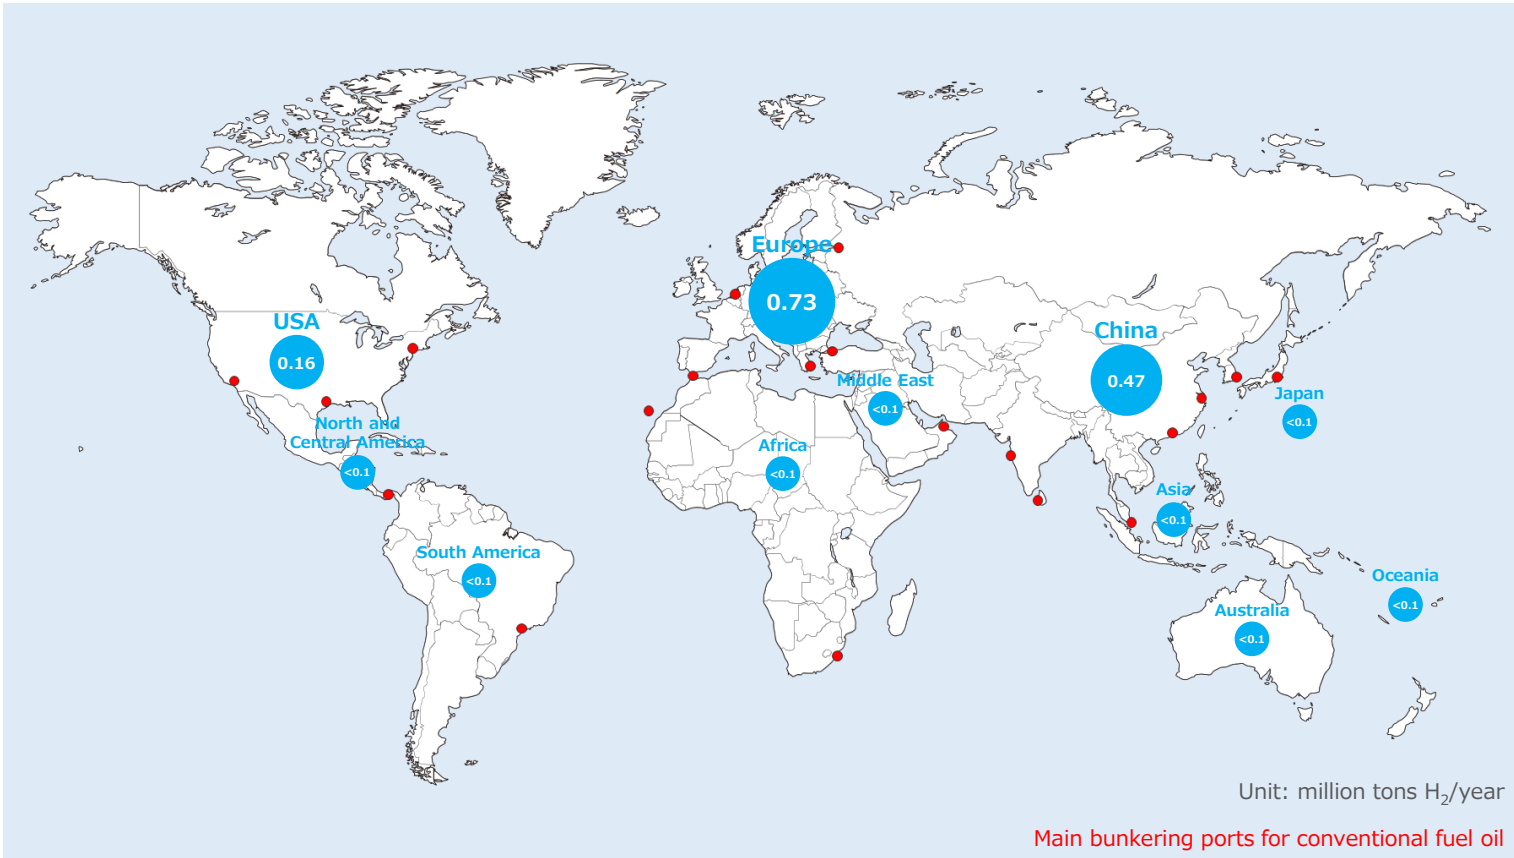 Europe
0.73
USA
0.16
China
0.47
Middle East
<0.1
Japan
<0.1
North and
Central America
<0.1
Africa
<0.1
Asia
<0.1
South America
<0.1
Oceania
<0.1
Australia
<0.1
Unit: million tons H₂/year
Main bunkering ports for conventional fuel oil